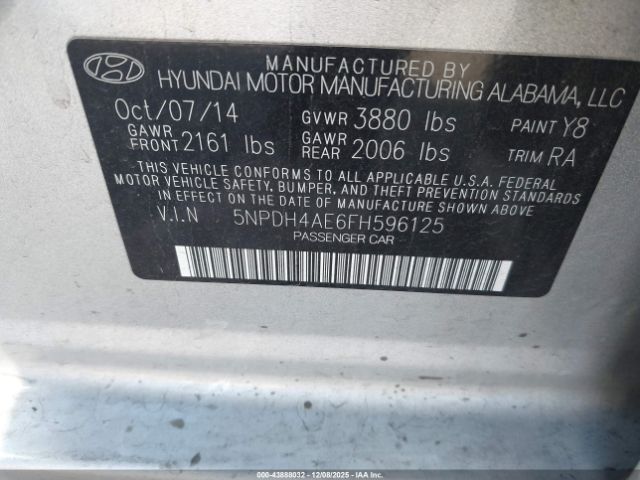 MANUFACTURED BY
HYUNDAI MOTOR MANUFACTURING ALABAMA, LLC
Oct/07/14 GVWR 3880 lbs PAINT Y8
GAWR FRONT 2161 lbs GAWR REAR 2006 lbs TRIM RA
THIS VEHICLE CONFORMS TO ALL APPLICABLE U.S.A. FEDERAL
MOTOR VEHICLE SAFETY, BUMPER, AND THEFT PREVENTION STANDARDS
IN EFFECT ON THE DATE OF MANUFACTURE SHOWN ABOVE.
V.I.N 5NPDH4AE6FH596125
PASSENGER CAR
000-43888032 - 12/08/2025 - IAAI.COM